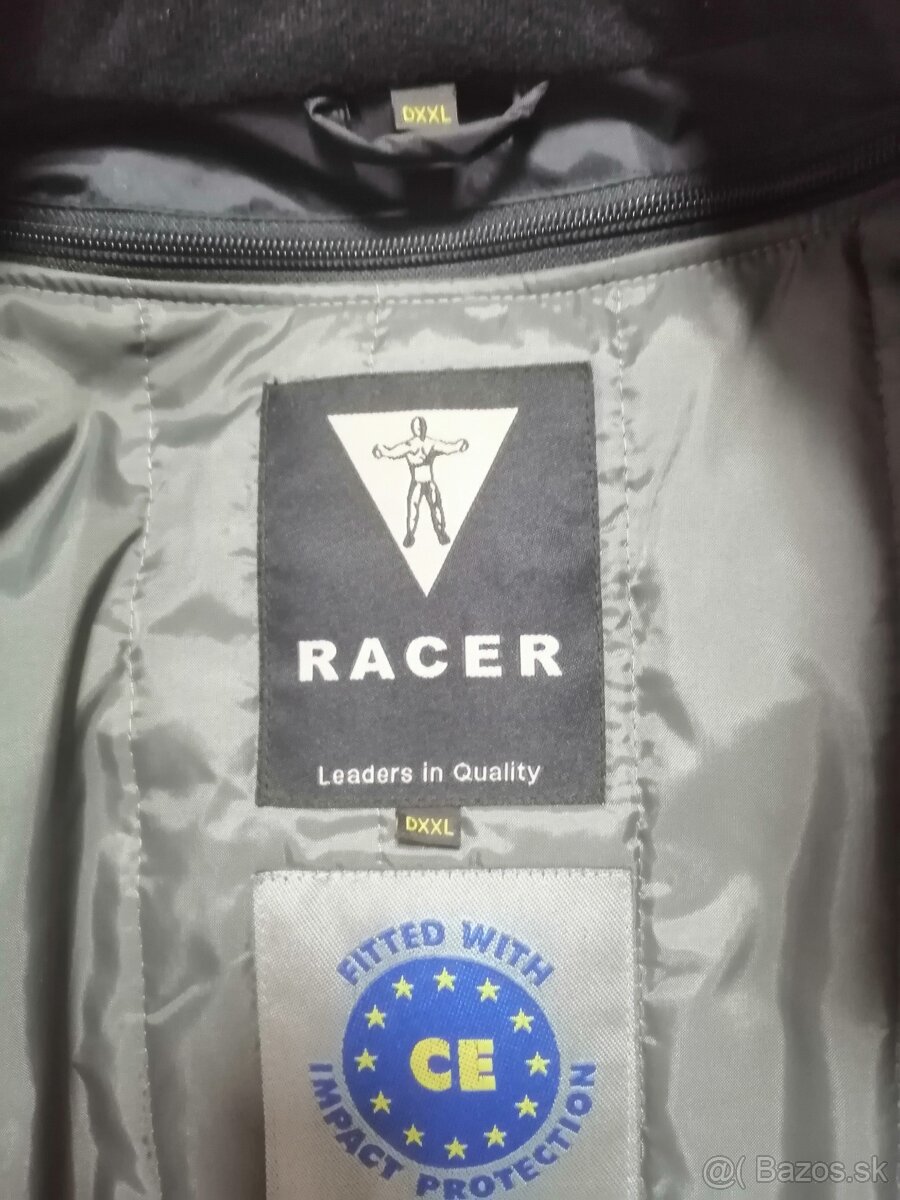 DXXL
RACER
Leaders in Quality
DXXL
FITTED WITH
CE
IMPACT PROTECTION
@( Bazos.sk